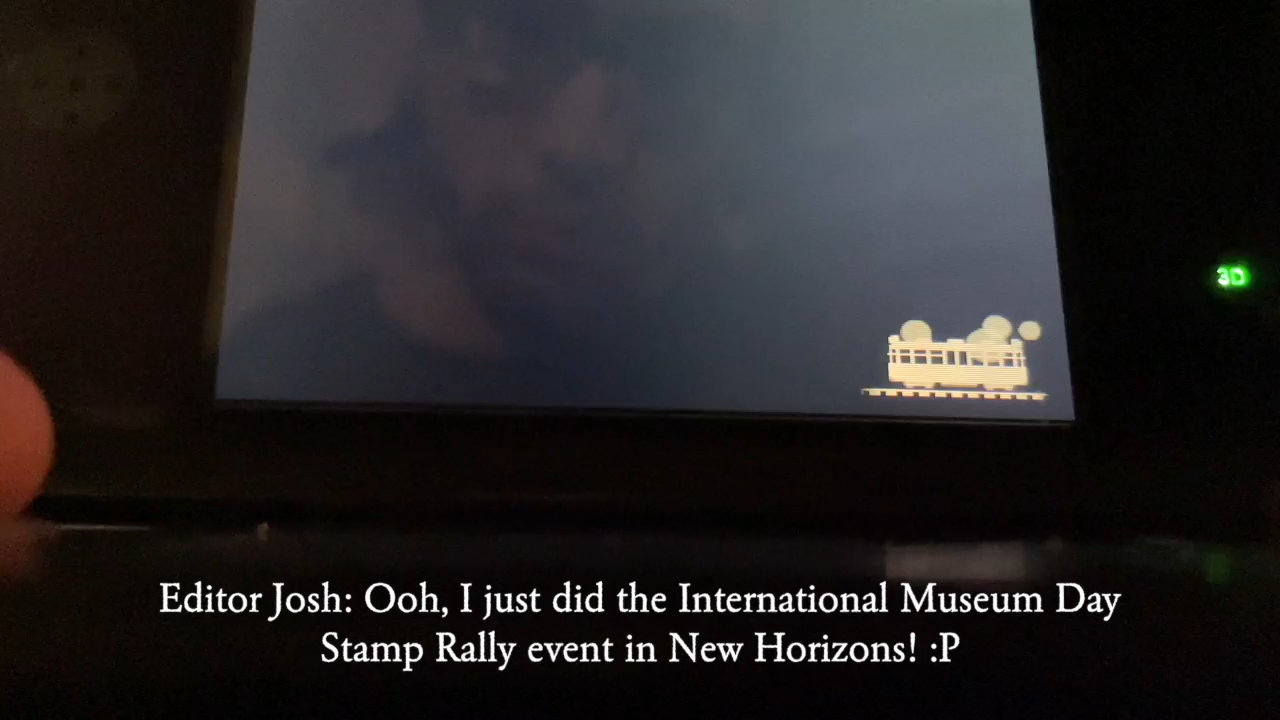 3D
Editor Josh: Ooh, I just did the International Museum Day
Stamp Rally event in New Horizons! :P